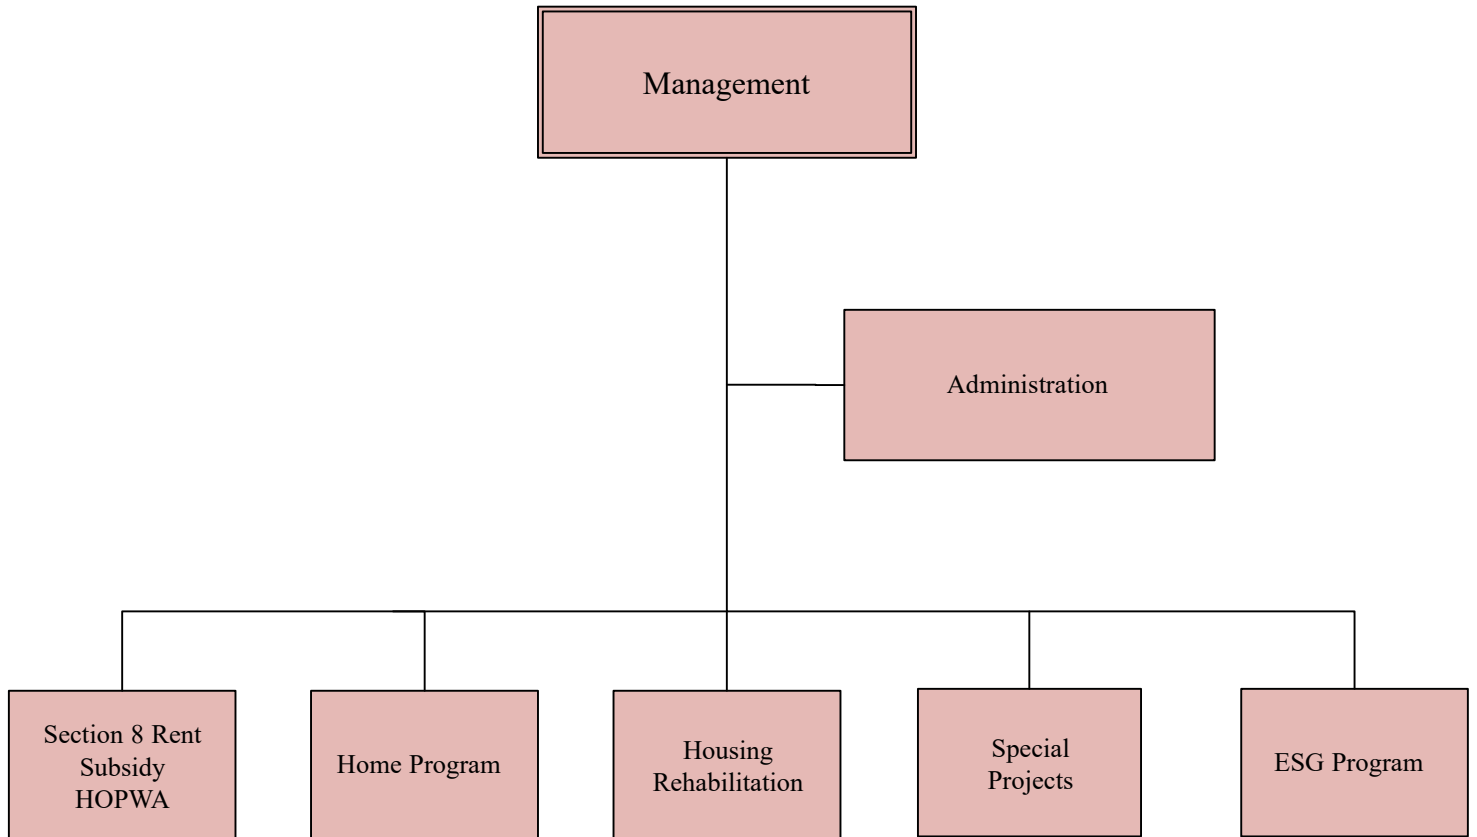 Management
Administration
Section 8 Rent
Subsidy
HOPWA
Home Program
Housing
Rehabilitation
Special
Projects
ESG Program